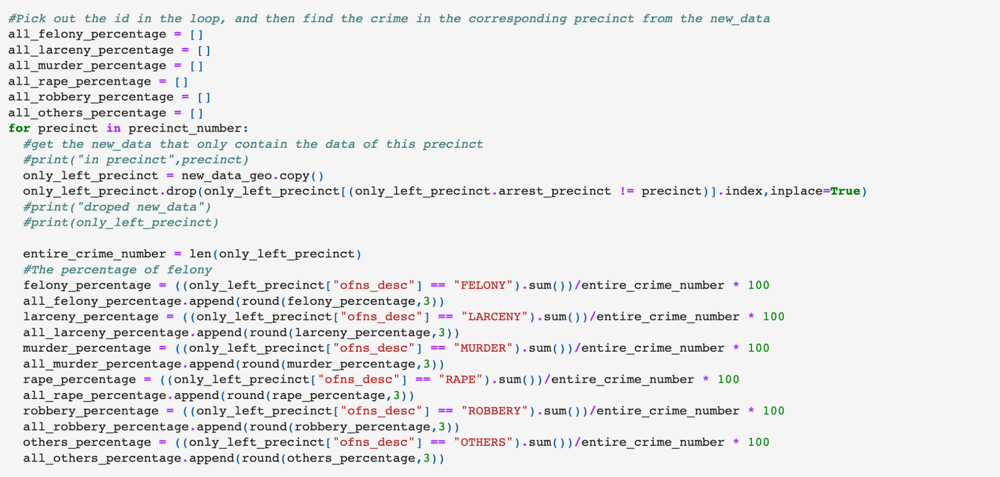 #Pick out the id in the loop, and then find the crime in the corresponding precinct from the new_data
all_felony_percentage = []
all_larceny_percentage = []
all_murder_percentage = []
all_rape_percentage = []
all_robbery_percentage = []
all_others_percentage = []
for precinct in precinct_number:
  #get the new_data that only contain the data of this precinct
  #print("in precinct",precinct)
  only_left_precinct = new_data_geo.copy()
  only_left_precinct.drop(only_left_precinct[(only_left_precinct.arrest_precinct != precinct)].index,inplace=True)
  #print("droped new_data")
  #print(only_left_precinct)

  entire_crime_number = len(only_left_precinct)
  #The percentage of felony
  felony_percentage = ((only_left_precinct["ofns_desc"] == "FELONY").sum())/entire_crime_number * 100
  all_felony_percentage.append(round(felony_percentage,3))
  larceny_percentage = ((only_left_precinct["ofns_desc"] == "LARCENY").sum())/entire_crime_number * 100
  all_larceny_percentage.append(round(larceny_percentage,3))
  murder_percentage = ((only_left_precinct["ofns_desc"] == "MURDER").sum())/entire_crime_number * 100
  all_murder_percentage.append(round(murder_percentage,3))
  rape_percentage = ((only_left_precinct["ofns_desc"] == "RAPE").sum())/entire_crime_number * 100
  all_rape_percentage.append(round(rape_percentage,3))
  robbery_percentage = ((only_left_precinct["ofns_desc"] == "ROBBERY").sum())/entire_crime_number * 100
  all_robbery_percentage.append(round(robbery_percentage,3))
  others_percentage = ((only_left_precinct["ofns_desc"] == "OTHERS").sum())/entire_crime_number * 100
  all_others_percentage.append(round(others_percentage,3))